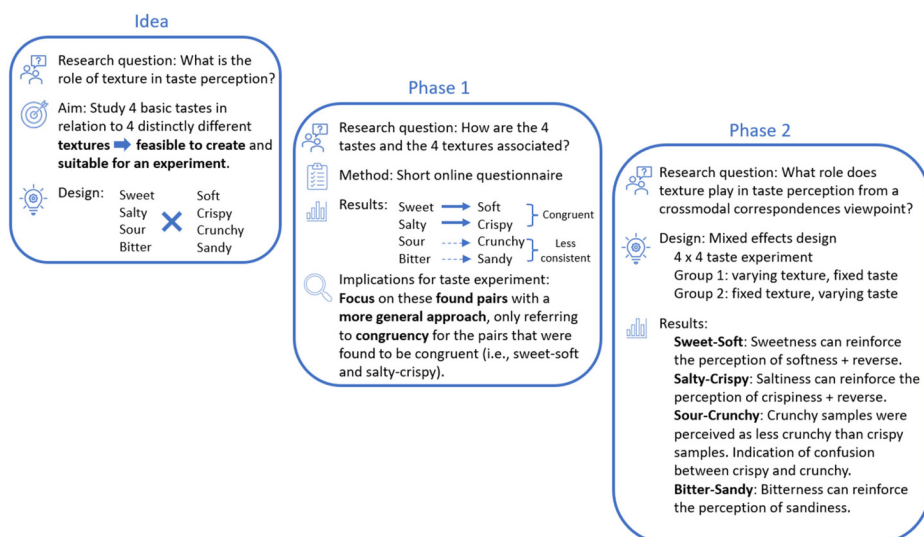 Idea
Research question: What is the
role of texture in taste perception?
Aim: Study 4 basic tastes in
relation to 4 distinctly different
textures ➡ feasible to create and
suitable for an experiment.
Design:
Sweet Soft
Salty Crispy
Sour Crunchy
Bitter Sandy
Phase 1
Research question: How are the 4
tastes and the 4 textures associated?
Method: Short online questionnaire
Results:
Sweet Soft
Salty Crispy
Congruent
Sour Crunchy
Bitter Sandy
Less
consistent
Implications for taste experiment:
Focus on these found pairs with a
more general approach, only referring
to congruency for the pairs that were
found to be congruent (i.e., sweet-soft
and salty-crispy).
Phase 2
Research question: What role does
texture play in taste perception from a
crossmodal correspondences viewpoint?
Design: Mixed effects design
4 x 4 taste experiment
Group 1: varying texture, fixed taste
Group 2: fixed texture, varying taste
Results:
Sweet-Soft: Sweetness can reinforce
the perception of softness + reverse.
Salty-Crispy: Saltiness can reinforce the
perception of crispiness + reverse.
Sour-Crunchy: Crunchy samples were
perceived as less crunchy than crispy
samples. Indication of confusion
between crispy and crunchy.
Bitter-Sandy: Bitterness can reinforce
the perception of sandiness.